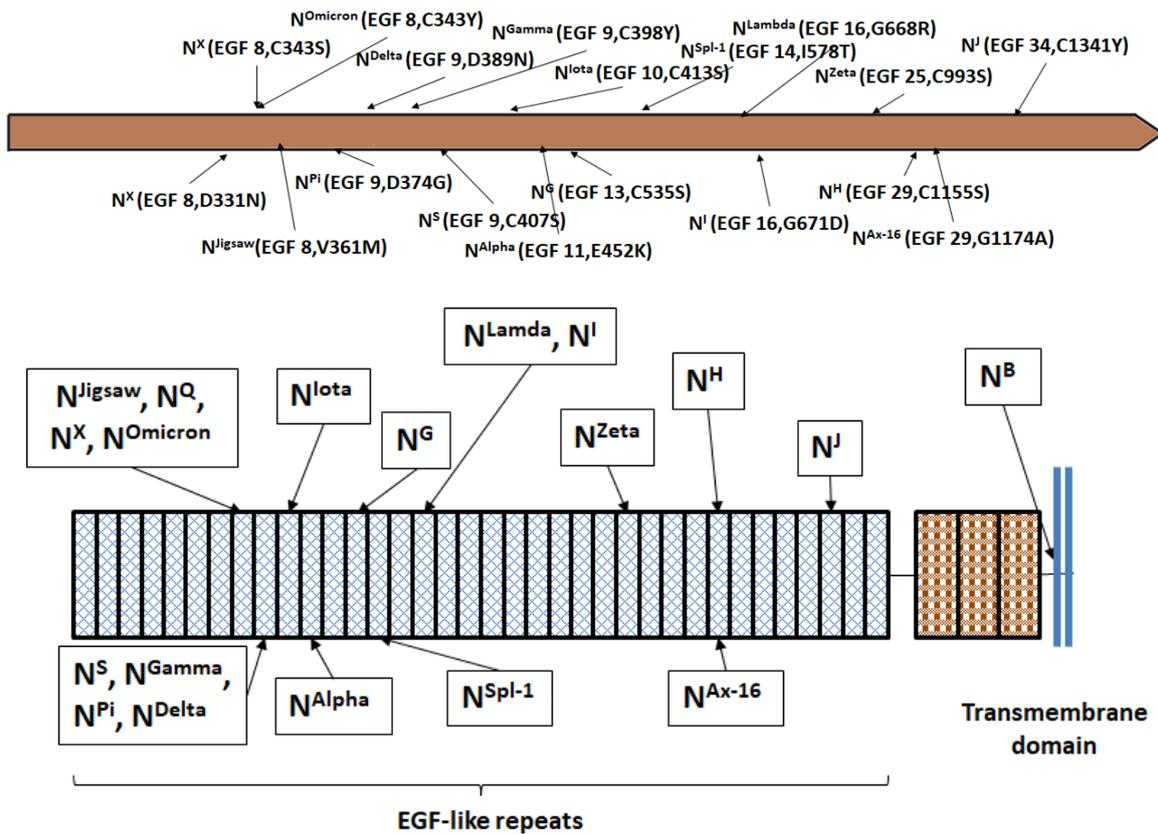 N^Omicron (EGF 8,C343Y)
N^X (EGF 8,C343S)
N^Delta (EGF 9,D389N)
N^Gamma (EGF 9,C398Y)
N^Iota (EGF 10,C413S)
N^Spl-1 (EGF 14,I578T)
N^Lambda (EGF 16,G668R)
N^Zeta (EGF 25,C993S)
N^J (EGF 34,C1341Y)
N^X (EGF 8,D331N)
N^Jigsaw (EGF 8,V361M)
N^Pi (EGF 9,D374G)
N^S (EGF 9,C407S)
N^Alpha (EGF 11,E452K)
N^G (EGF 13,C535S)
N^I (EGF 16,G671D)
N^H (EGF 29,C1155S)
N^Ax-16 (EGF 29,G1174A)
N^Jigsaw, N^Q,
N^X, N^Omicron
N^Iota
N^G
N^Lamda, N^I
N^Zeta
N^H
N^J
N^B
N^S, N^Gamma,
N^Pi, N^Delta
N^Alpha
N^Spl-1
N^Ax-16
Transmembrane
domain
EGF-like repeats